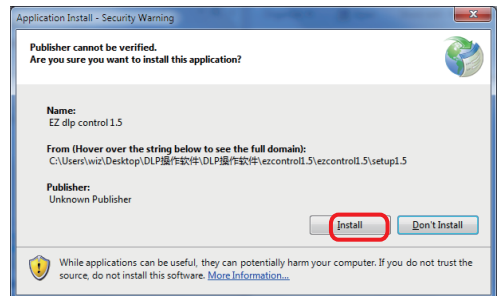 Application Install - Security Warning
Publisher cannot be verified.
Are you sure you want to install this application?
Name:
EZ dlp control 1.5
From (Hover over the string below to see the full domain):
C:\Users\wiz\Desktop\DLP操作软件\DLP操作软件\ezcontrol1.5\ezcontrol1.5\setup1.5
Publisher:
Unknown Publisher
Install
Don't Install
While applications can be useful, they can potentially harm your computer. If you do not trust the
source, do not install this software. More Information...